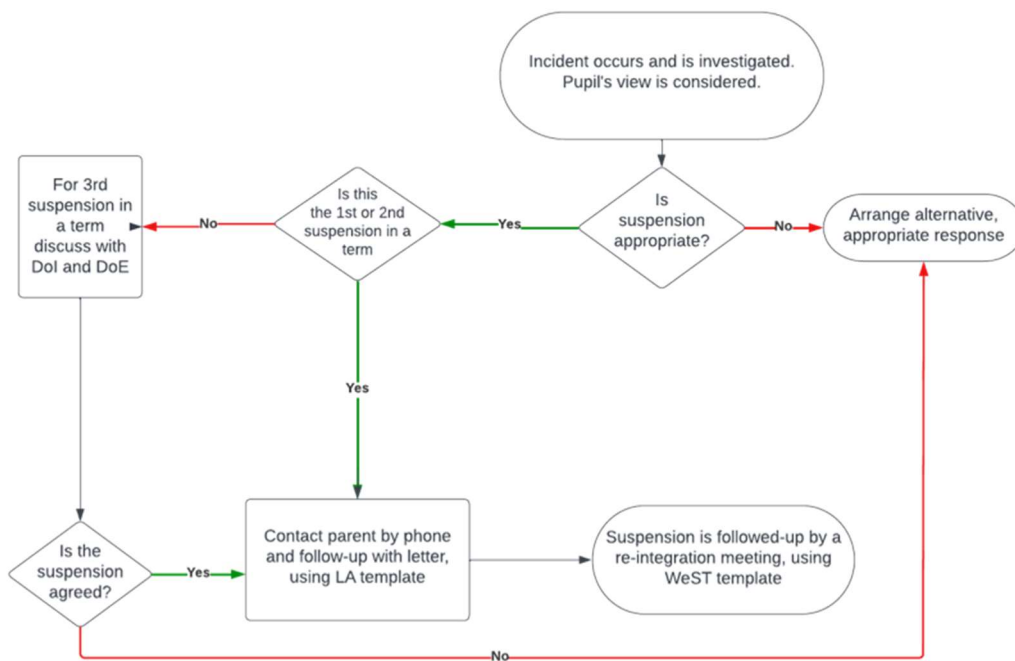 Incident occurs and is investigated.
Pupil's view is considered.
Is
suspension
appropriate?
No
Arrange alternative,
appropriate response
Yes
Is this
the 1st or 2nd
suspension in a
term
No
For 3rd
suspension in
a term
discuss with
DoI and DoE
Yes
Is the
suspension
agreed?
Yes
Contact parent by phone
and follow-up with letter,
using LA template
Suspension is followed-up by a
re-integration meeting, using
WeST template
No